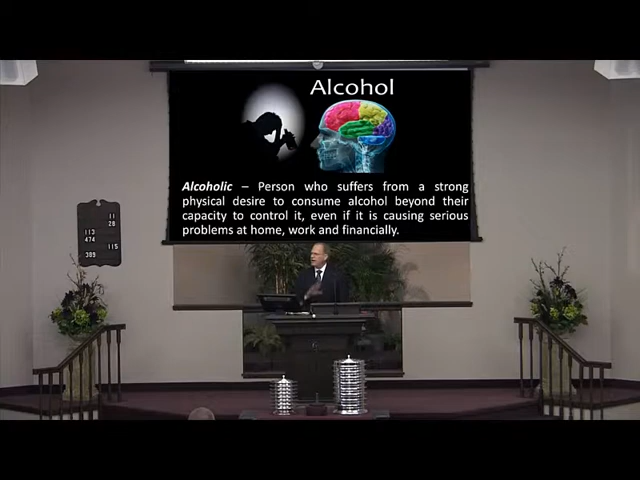 Alcohol
Alcoholic – Person who suffers from a strong
physical desire to consume alcohol beyond their
capacity to control it, even if it is causing serious
problems at home, work and financially.
11
28
113
474
115
389